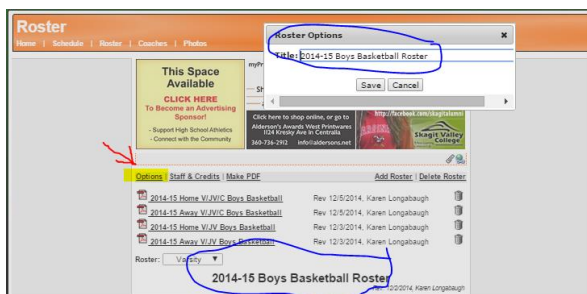 Roster
Home | Schedule | Roster | Coaches | Photos
Roster Options
Title: 2014-15 Boys Basketball Roster
Save Cancel
This Space
Available
CLICK HERE
To Become an Advertising
Sponsor!
- Support High School Athletics
- Connect with the Community
Click here to shop online, or go to
Alderson's Awards West Printwares
1124 Kresky Ave in Centralia
360-736-2912 info@aldersons.net
http://facebook.com/skagitalumni
Skagit Valley
College
Options | Staff & Credits | Make PDF
Add Roster | Delete Roster
2014-15 Home V/JV/C Boys Basketball Rev 12/5/2014, Karen Longabaugh
2014-15 Away V/JV/C Boys Basketball Rev 12/5/2014, Karen Longabaugh
2014-15 Home V/JV Boys Basketball Rev 12/3/2014, Karen Longabaugh
2014-15 Away V/JV Boys Basketball Rev 12/3/2014, Karen Longabaugh
Roster: Varsity
2014-15 Boys Basketball Roster
Rev. 12/2/2014, Karen Longabaugh